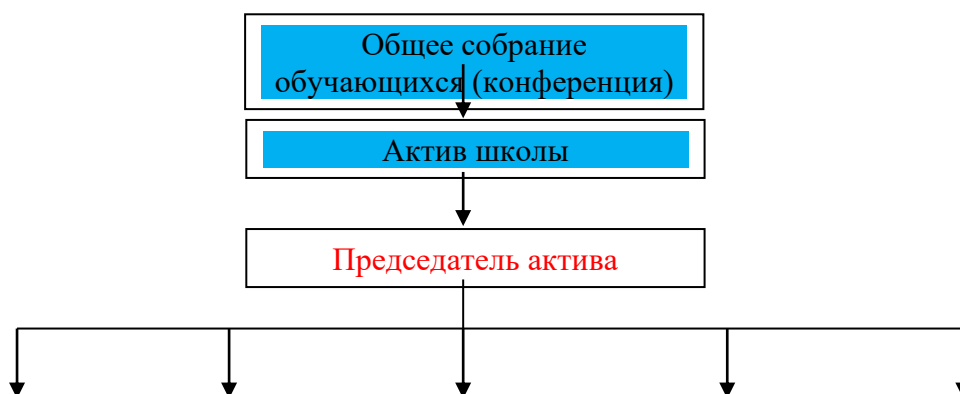 Общее собрание
обучающихся (конференция)
Актив школы
Председатель актива